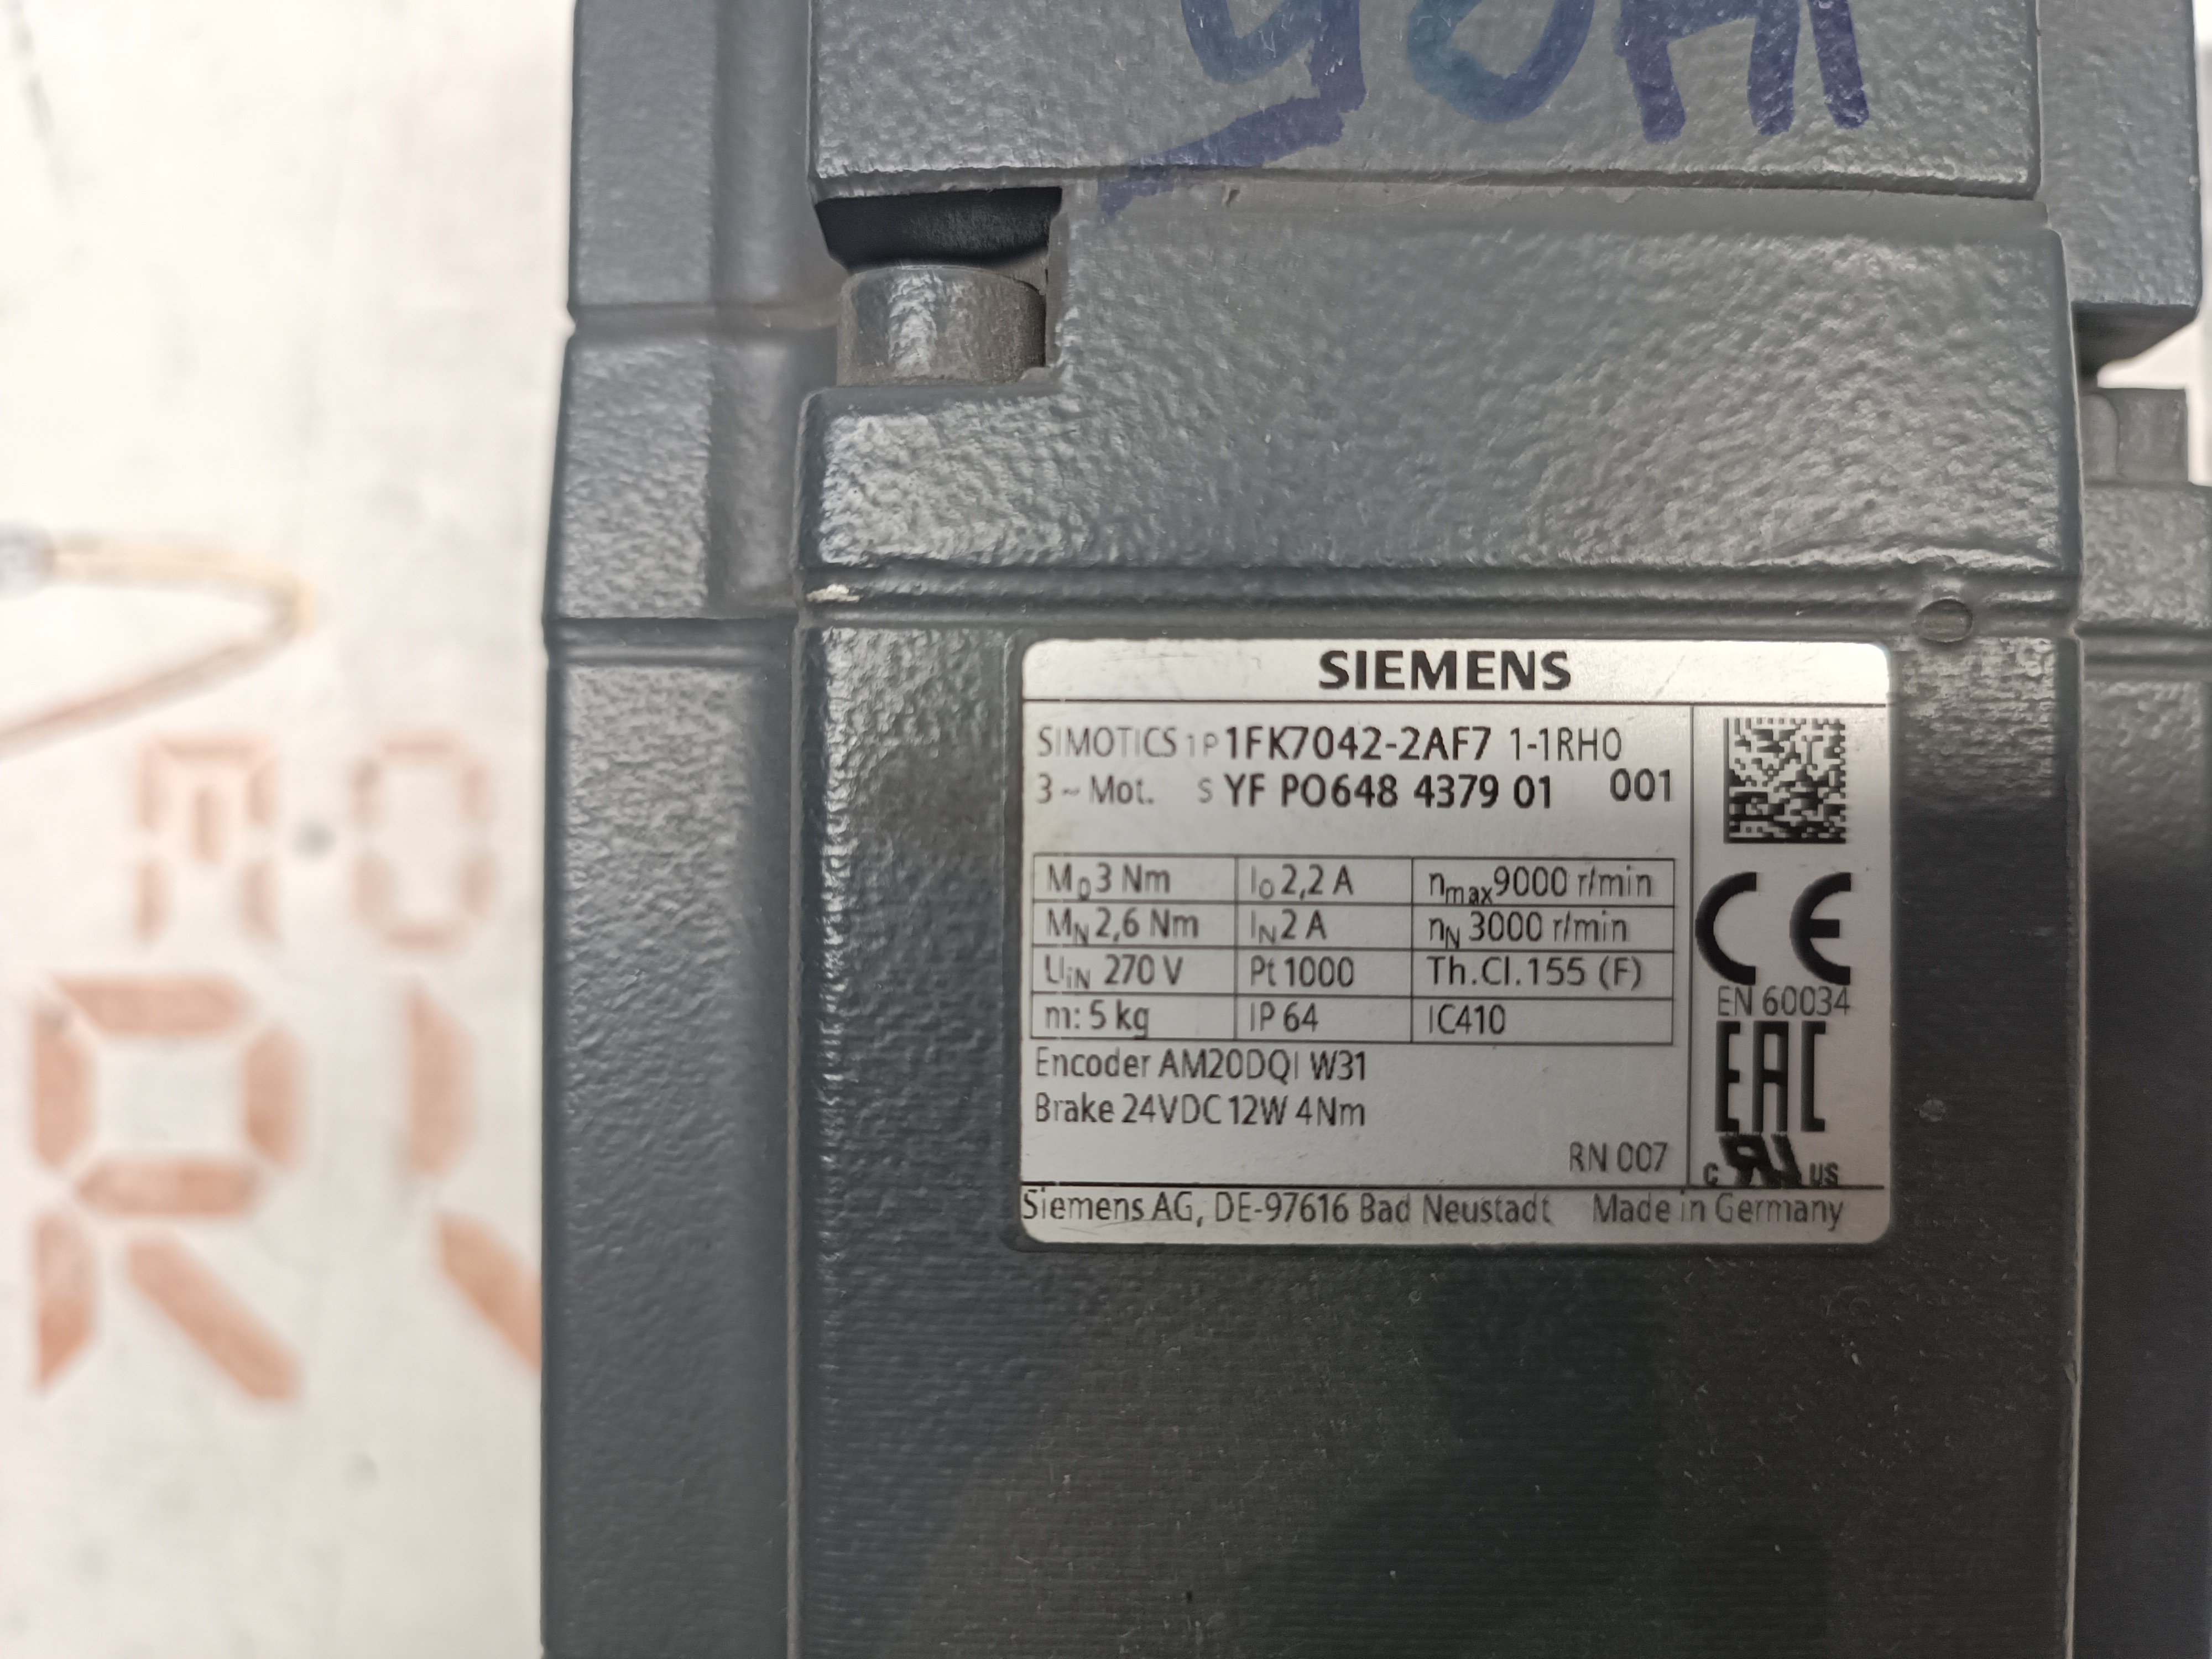 SIEMENS
SIMOTICS 1P 1FK7042-2AF7 1-1RH0
3 ~ Mot. S YF P0648 4379 01 001
M0 3 Nm I0 2,2 A nmax 9000 r/min
MN 2,6 Nm IN 2 A nN 3000 r/min
UiN 270 V Pt 1000 Th.Cl. 155 (F)
m: 5 kg IP 64 IC410
Encoder AM20DQI W31
Brake 24VDC 12W 4Nm
RN 007
CE
EN 60034
EAC
c RU US
Siemens AG, DE-97616 Bad Neustadt Made in Germany